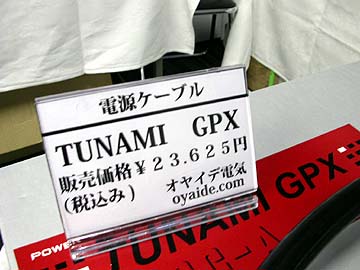 電源ケーブル
TUNAMI GPX
販売価格¥23.625円
(税込み) オヤイデ電気
oyaide.com
POWER
TUNAMI GPX